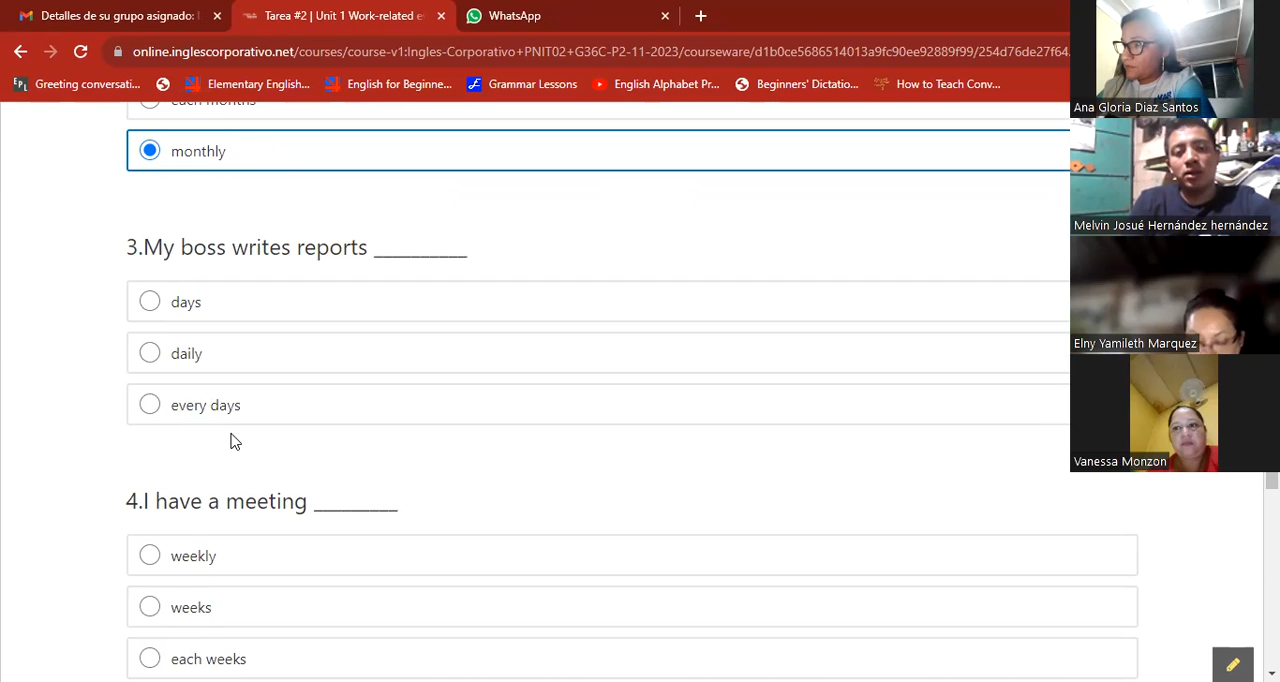 Detalles de su grupo asignado:
Tarea #2 | Unit 1 Work-related e
WhatsApp
online.inglescorporativo.net/courses/course-v1:Ingles-Corporativo+PNIT02+G36C-P2-11-2023/courseware/d1b0ce5686514013a9fc90ee92889f99/254d76de27f64
Greeting conversati...
Elementary English...
English for Beginne...
Grammar Lessons
English Alphabet Pr...
Beginners' Dictatio...
How to Teach Conv...
each months
monthly
3.My boss writes reports __________
days
daily
every days
4.I have a meeting _________
weekly
weeks
each weeks
Ana Gloria Diaz Santos
Melvin Josué Hernández hernández
Elny Yamileth Marquez
Vanessa Monzon